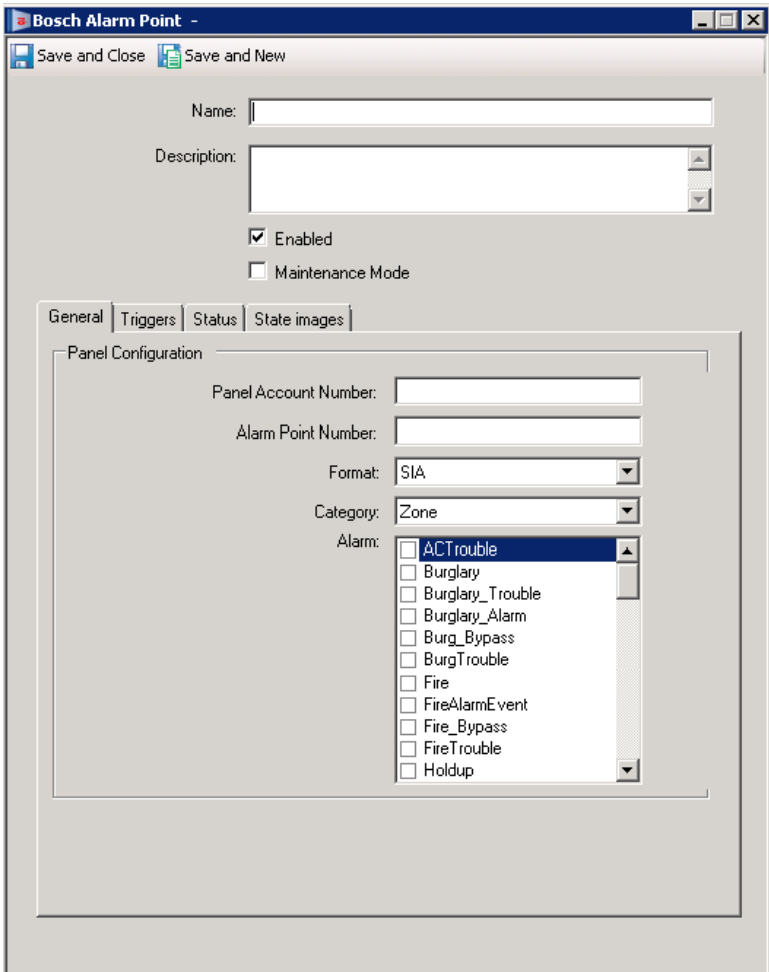 Bosch Alarm Point -
Save and Close Save and New
Name:
Description:
Enabled
Maintenance Mode
General Triggers Status State images
Panel Configuration
Panel Account Number:
Alarm Point Number:
Format: SIA
Category: Zone
Alarm: ACTrouble
Burglary
Burglary_Trouble
Burglary_Alarm
Burg_Bypass
BurgTrouble
Fire
FireAlarmEvent
Fire_Bypass
FireTrouble
Holdup